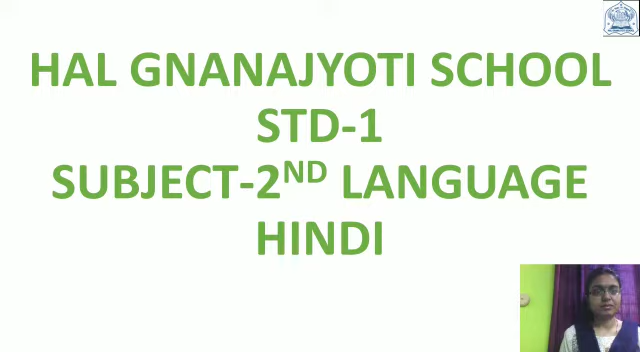 HAL GNANAJYOTI SCHOOL
STD-1
SUBJECT-2ND LANGUAGE
HINDI